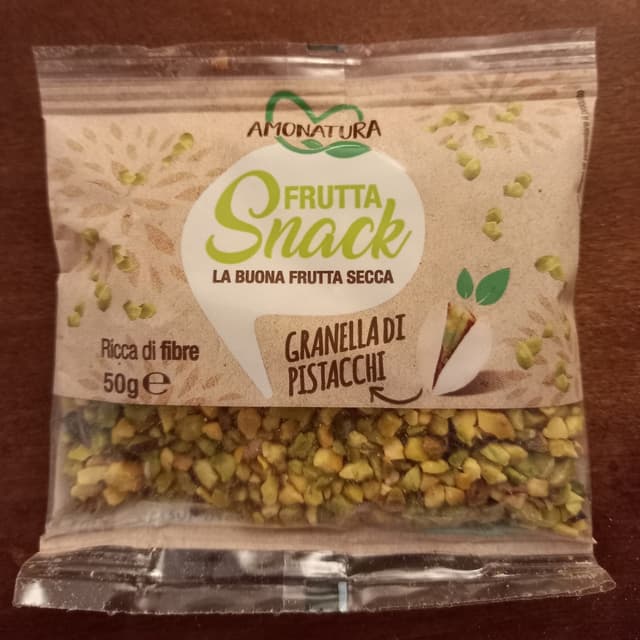 AMONATURA
FRUTTA
Snack
LA BUONA FRUTTA SECCA
GRANELLA DI
PISTACCHI
Ricca di fibre
50g ℮